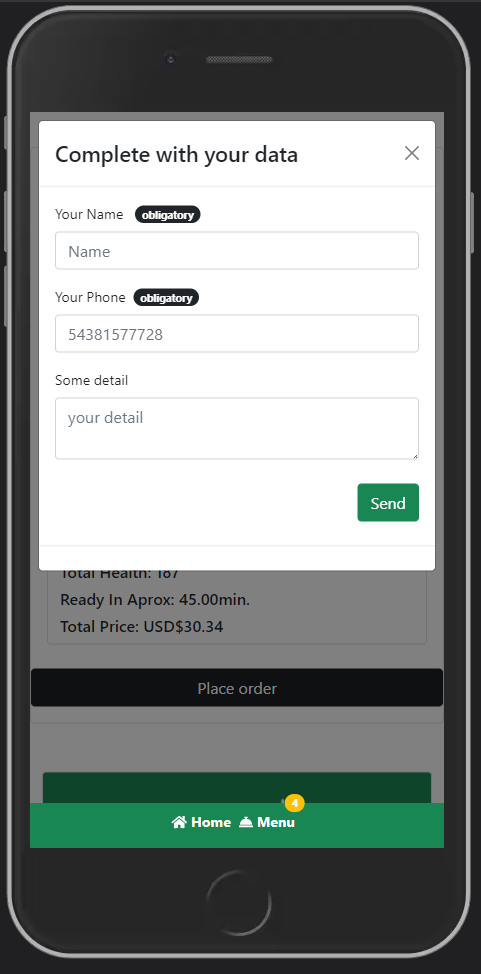 Complete with your data
Your Name obligatory
Name
Your Phone obligatory
54381577728
Some detail
your detail
Send
Total Health: 187
Ready In Aprox: 45.00min.
Total Price: USD$30.34
Place order
4
Home Menu